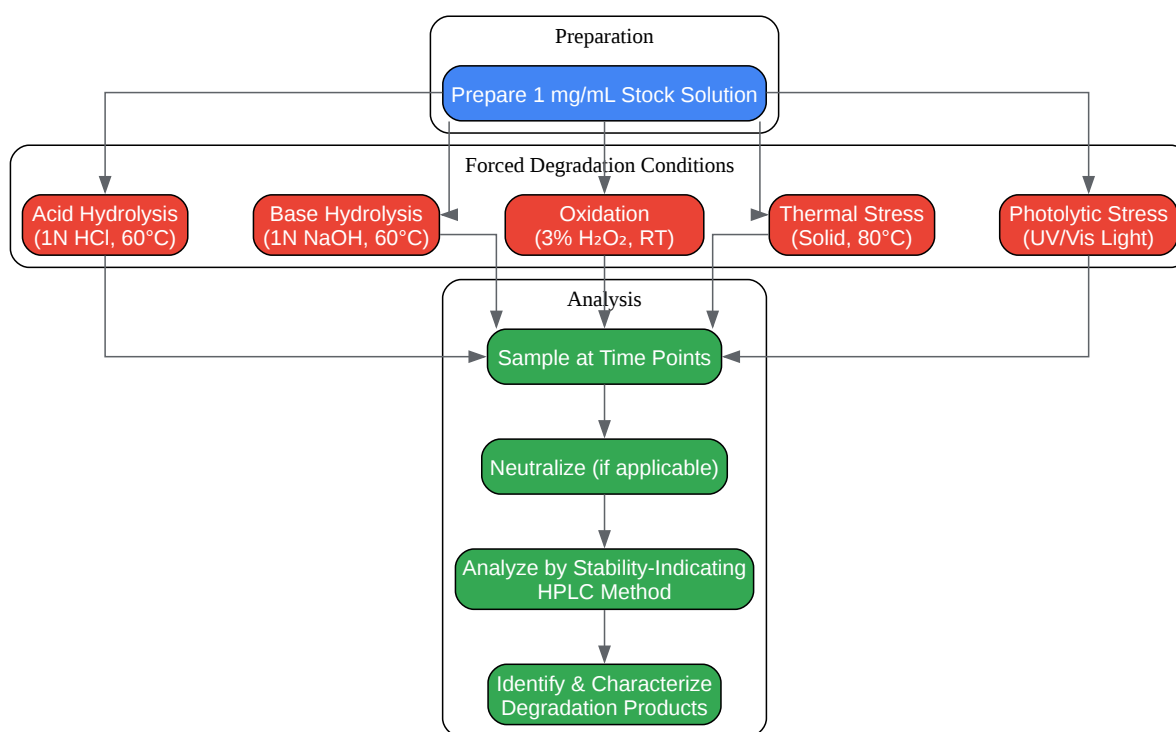 Preparation
Prepare 1 mg/mL Stock Solution
Forced Degradation Conditions
Acid Hydrolysis
(1N HCl, 60°C)
Base Hydrolysis
(1N NaOH, 60°C)
Oxidation
(3% H₂O₂, RT)
Thermal Stress
(Solid, 80°C)
Photolytic Stress
(UV/Vis Light)
Analysis
Sample at Time Points
Neutralize (if applicable)
Analyze by Stability-Indicating
HPLC Method
Identify & Characterize
Degradation Products